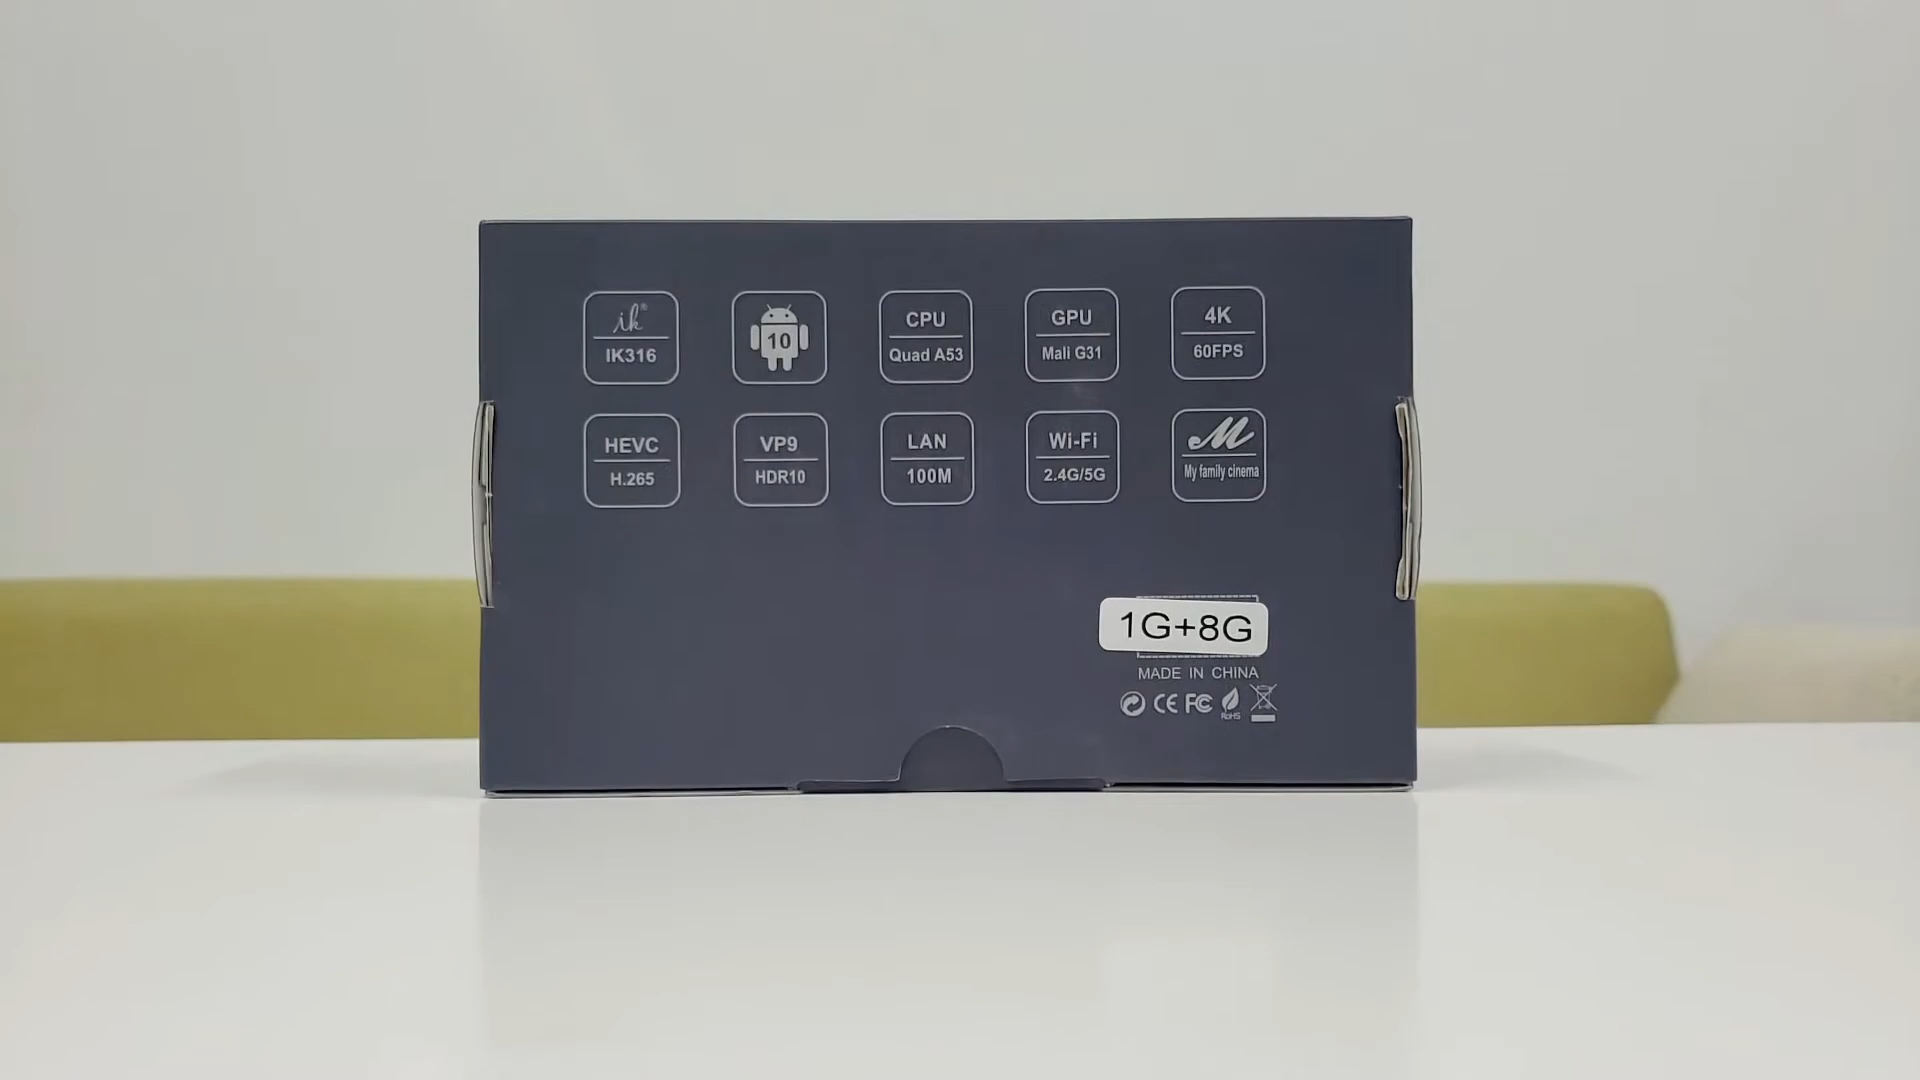 ik®
IK316
10
CPU
Quad A53
GPU
Mali G31
4K
60FPS
HEVC
H.265
VP9
HDR10
LAN
100M
Wi-Fi
2.4G/5G
M
My family cinema
1G+8G
MADE IN CHINA
CE FC RoHS